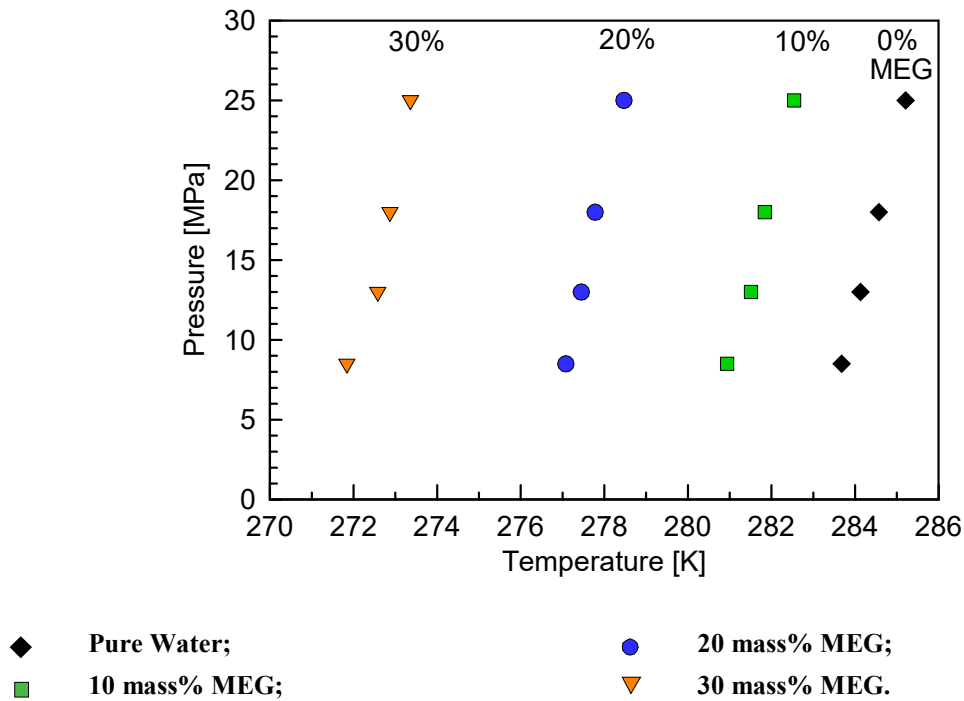 30
30%
20%
10%
0%
MEG
25
20
15
10
5
0
Pressure [MPa]
270 272 274 276 278 280 282 284 286
Temperature [K]
Pure Water;
20 mass% MEG;
10 mass% MEG;
30 mass% MEG.